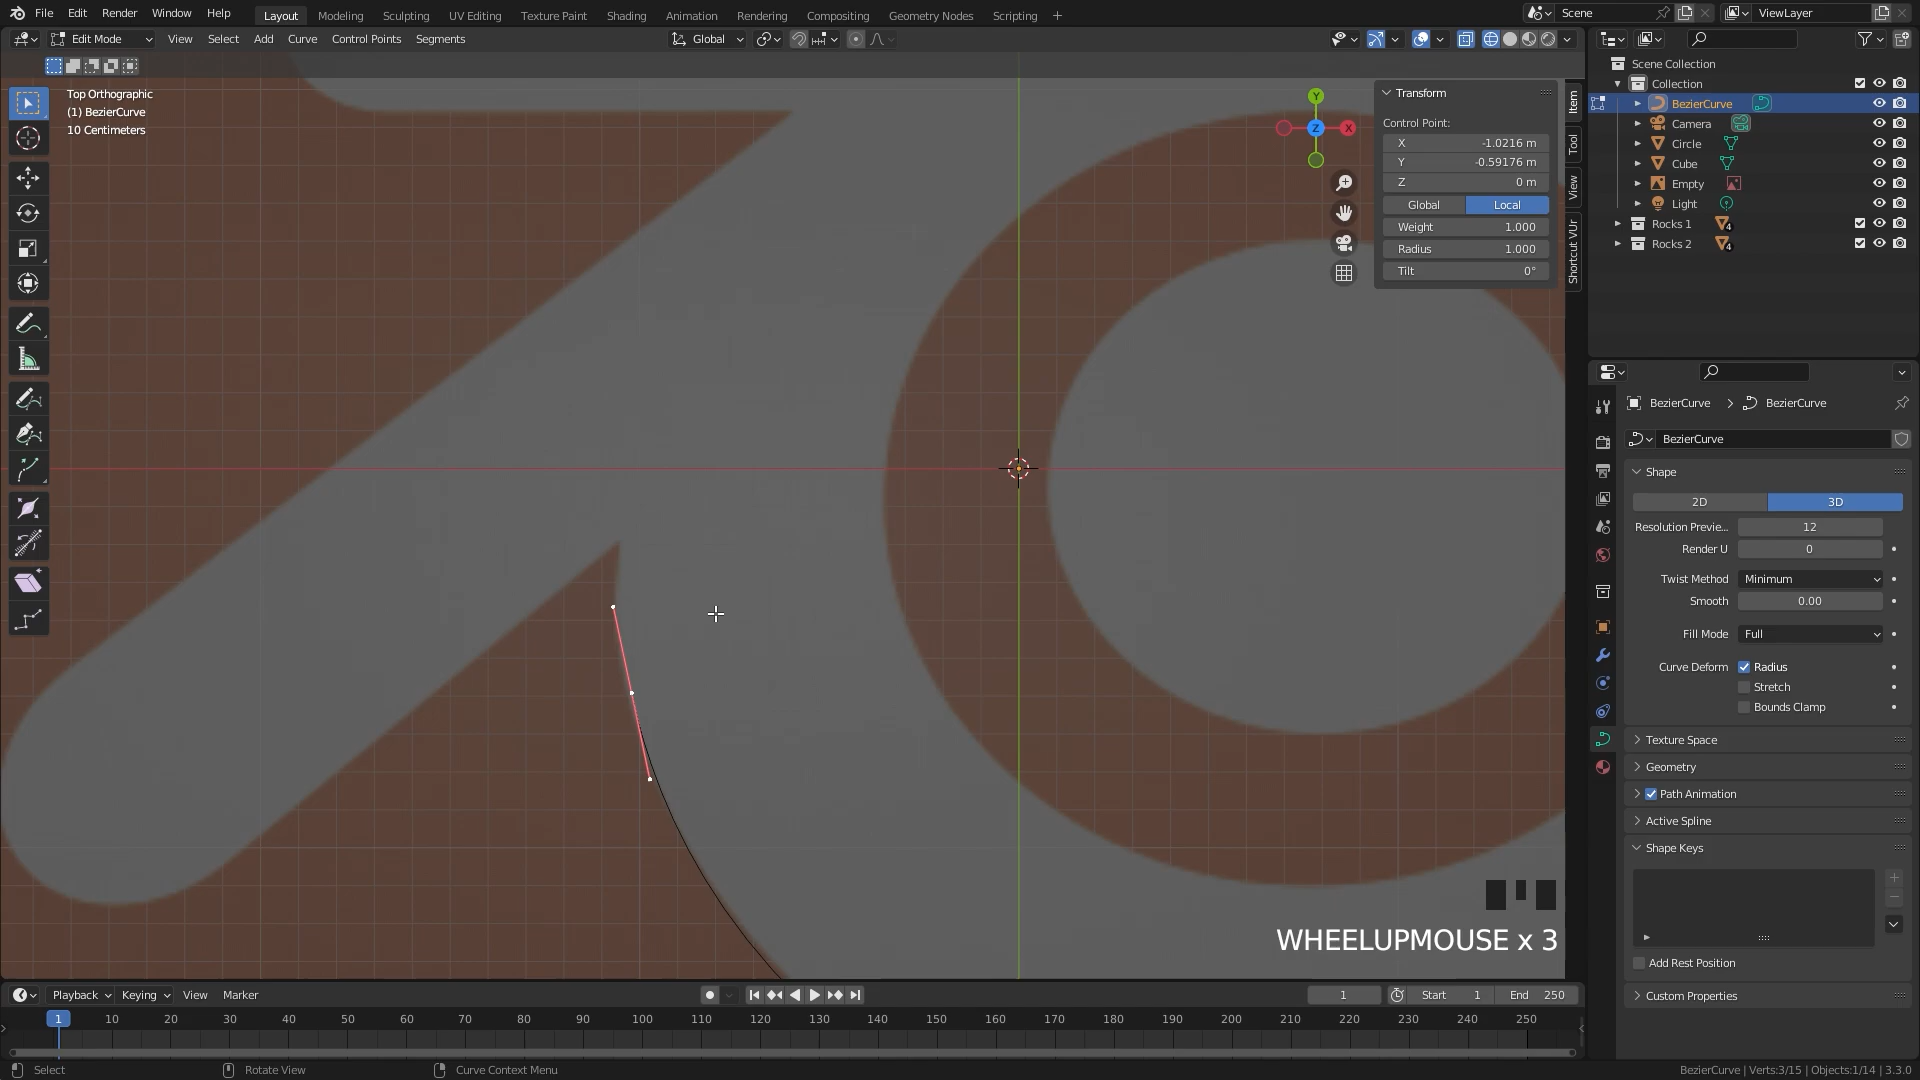 File Edit Render Window Help Layout Modeling Sculpting UV Editing Texture Paint Shading Animation Rendering Compositing Geometry Nodes Scripting + Scene ViewLayer
Edit Mode View Select Add Curve Control Points Segments Global
Top Orthographic
(1) BezierCurve
10 Centimeters
Y
Z
X
Transform
Control Point:
X -1.0216 m
Y -0.59176 m
Z 0 m
Global Local
Weight 1.000
Radius 1.000
Tilt 0°
Item
Tool
View
Shortcut VUr
Scene Collection
Collection
BezierCurve
Camera
Circle
Cube
Empty
Light
Rocks 1 4
Rocks 2 4
BezierCurve > BezierCurve
BezierCurve
Shape
2D 3D
Resolution Previe... 12
Render U 0
Twist Method Minimum
Smooth 0.00
Fill Mode Full
Curve Deform Radius
Stretch
Bounds Clamp
Texture Space
Geometry
Path Animation
Active Spline
Shape Keys
Add Rest Position
Custom Properties
WHEELUPMOUSE x 3
Playback Keying View Marker 1 Start 1 End 250
1 10 20 30 40 50 60 70 80 90 100 110 120 130 140 150 160 170 180 190 200 210 220 230 240 250
Select Rotate View Curve Context Menu BezierCurve | Verts:3/15 | Objects:1/14 | 3.3.0